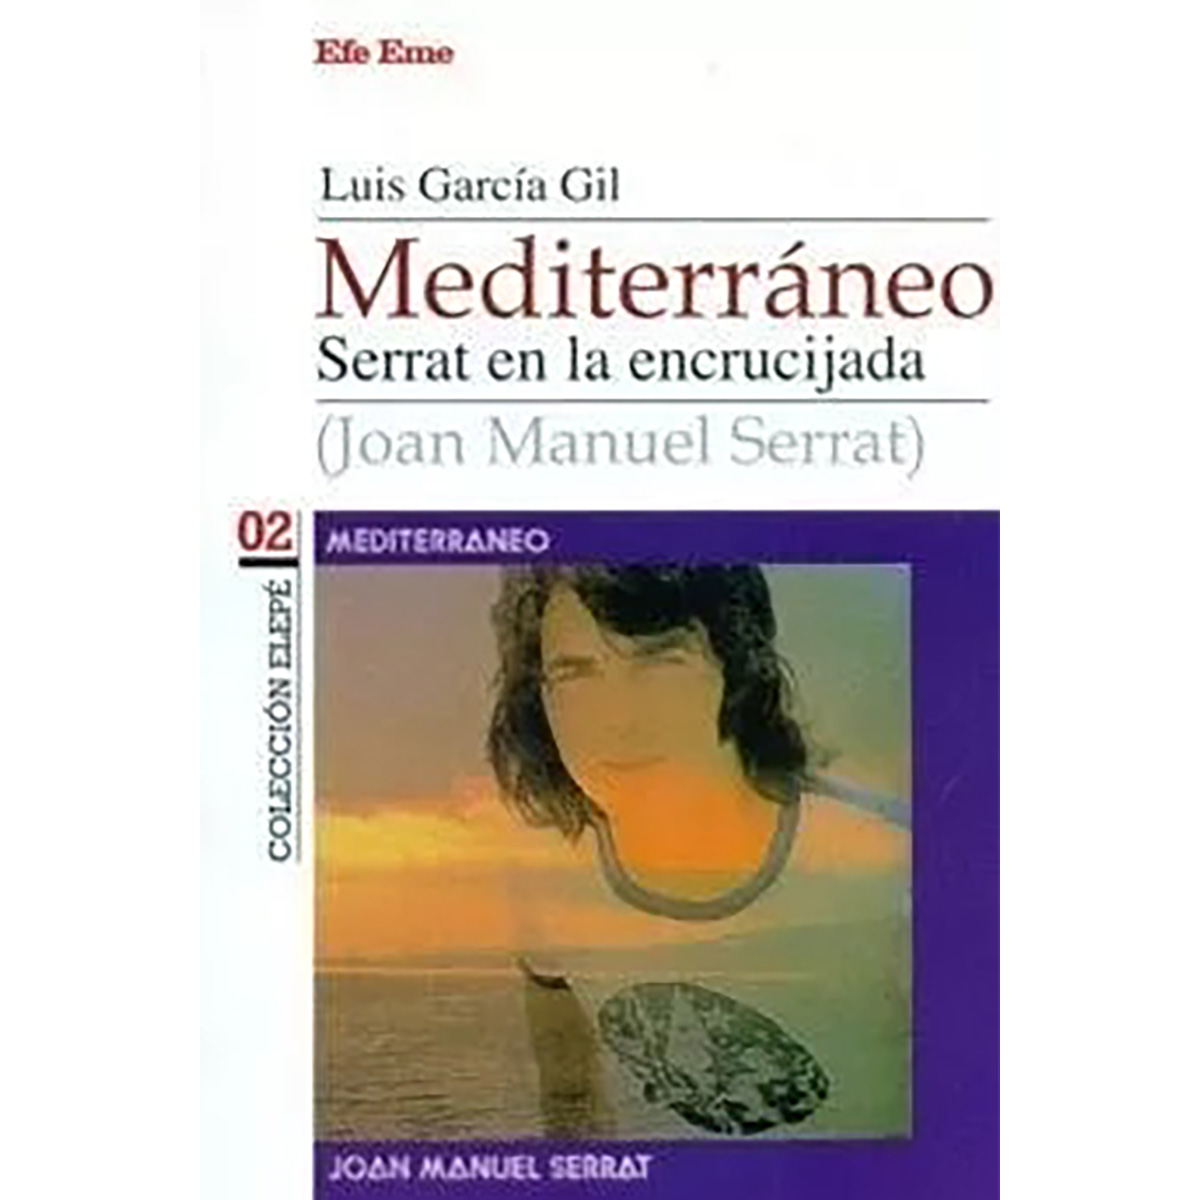 Efe Eme
Luis García Gil
Mediterráneo
Serrat en la encrucijada
(Joan Manuel Serrat)
02
COLECCIÓN ELEPÉ
MEDITERRANEO
JOAN MANUEL SERRAT